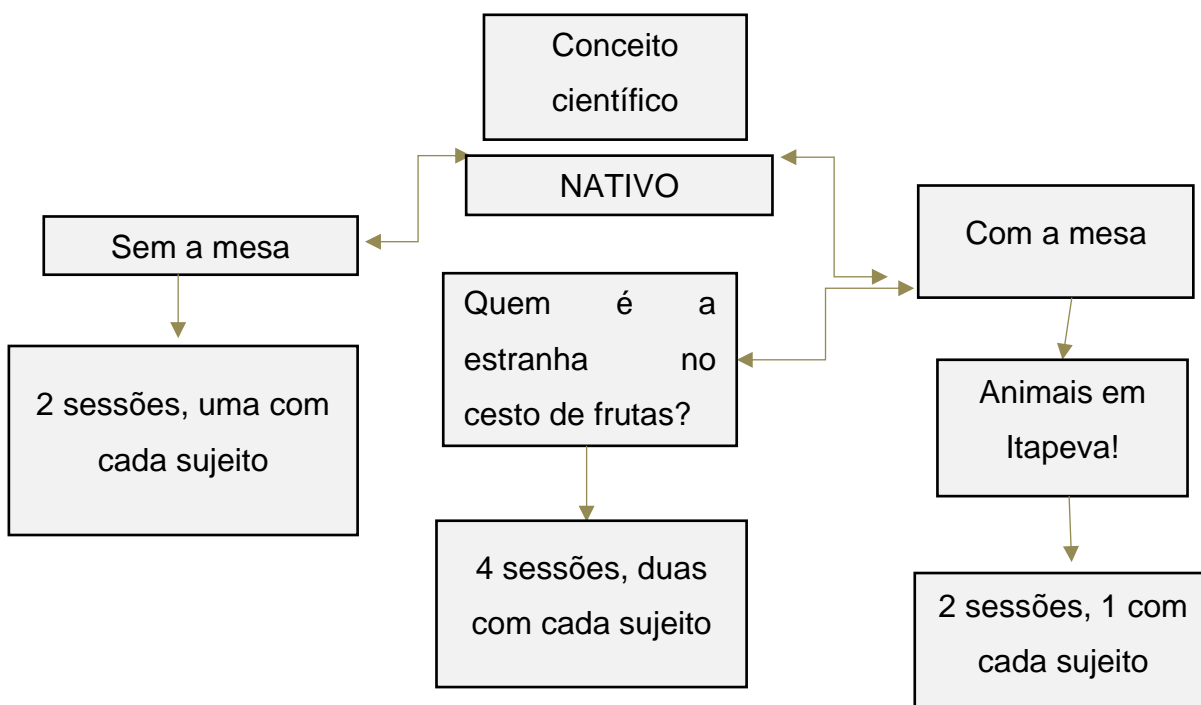 Conceito
científico
NATIVO
Sem a mesa
Com a mesa
Quem é a
estranha no
cesto de frutas?
2 sessões, uma com
cada sujeito
Animais em
Itapeva!
4 sessões, duas
com cada sujeito
2 sessões, 1 com
cada sujeito